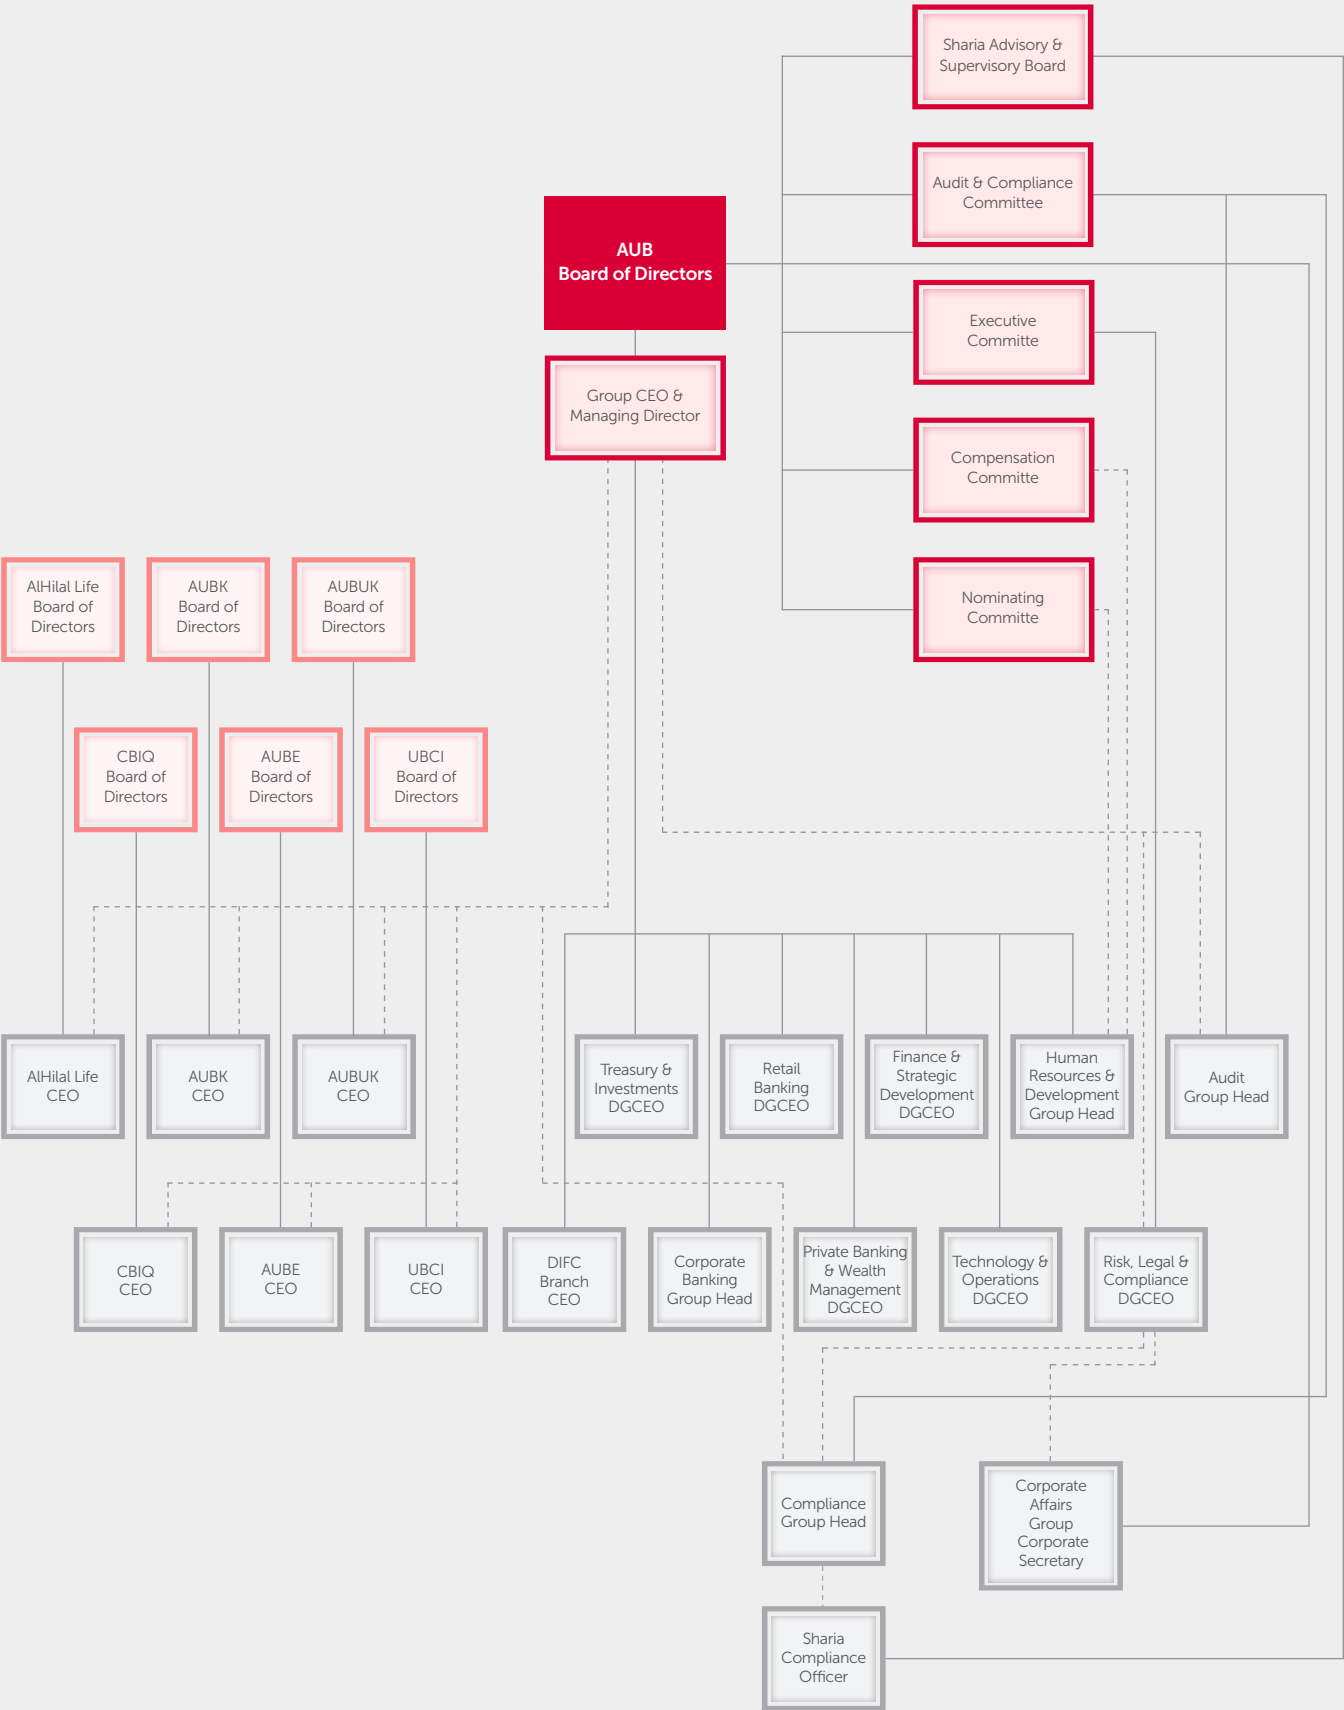 Sharia Advisory &
Supervisory Board
Audit & Compliance
Committee
AUB
Board of Directors
Executive
Committe
Group CEO &
Managing Director
Compensation
Committe
Nominating
Committe
AlHilal Life
Board of
Directors
AUBK
Board of
Directors
AUBUK
Board of
Directors
CBIQ
Board of
Directors
AUBE
Board of
Directors
UBCI
Board of
Directors
AlHilal Life
CEO
AUBK
CEO
AUBUK
CEO
Treasury &
Investments
DGCEO
Retail
Banking
DGCEO
Finance &
Strategic
Development
DGCEO
Human
Resources &
Development
Group Head
Audit
Group Head
CBIQ
CEO
AUBE
CEO
UBCI
CEO
DIFC
Branch
CEO
Corporate
Banking
Group Head
Private Banking
& Wealth
Management
DGCEO
Technology &
Operations
DGCEO
Risk, Legal &
Compliance
DGCEO
Compliance
Group Head
Corporate
Affairs
Group
Corporate
Secretary
Sharia
Compliance
Officer